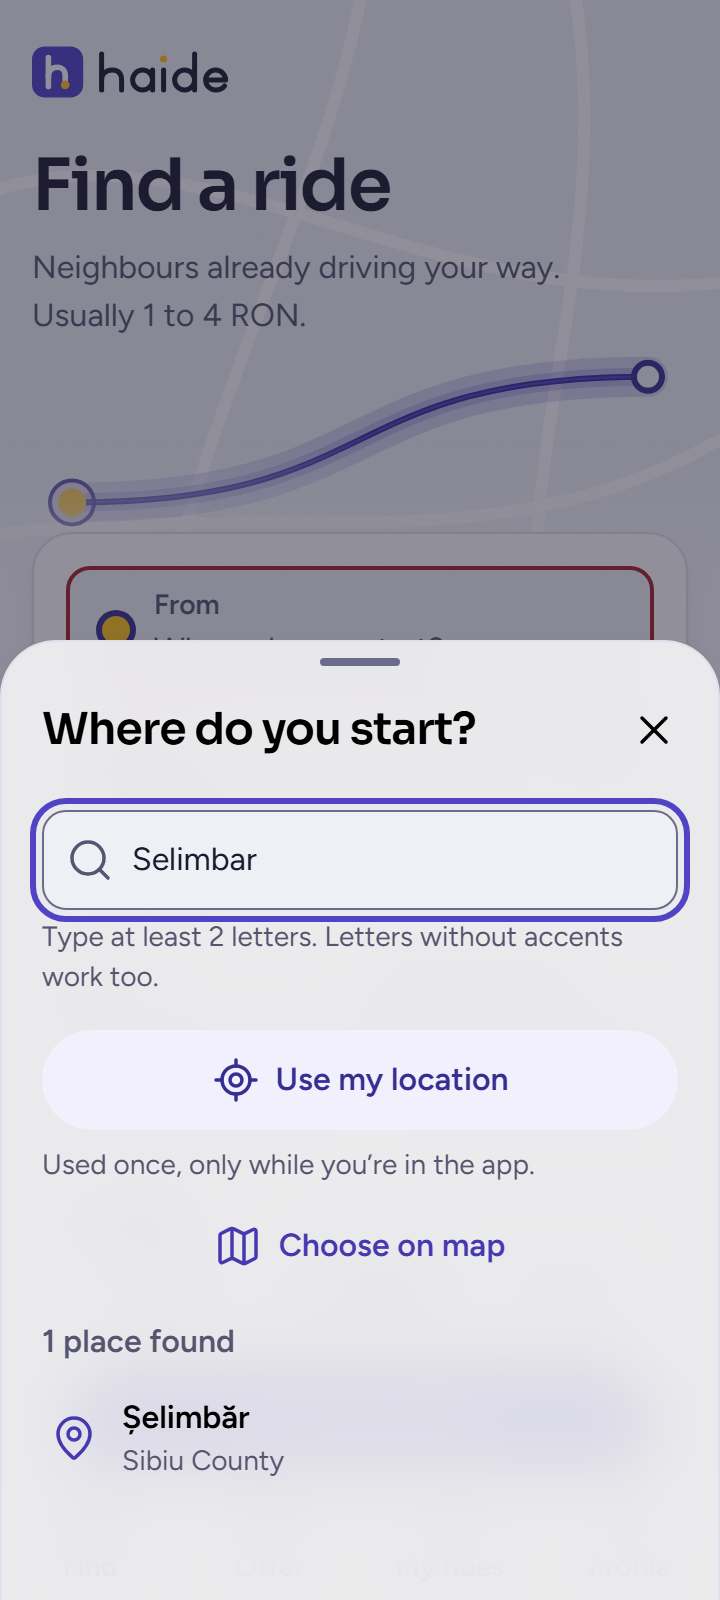 haide
Find a ride
Neighbours already driving your way.
Usually 1 to 4 RON.
From
Where do you start?
Selimbar
Type at least 2 letters. Letters without accents
work too.
Use my location
Used once, only while you’re in the app.
Choose on map
1 place found
Șelimbăr
Sibiu County